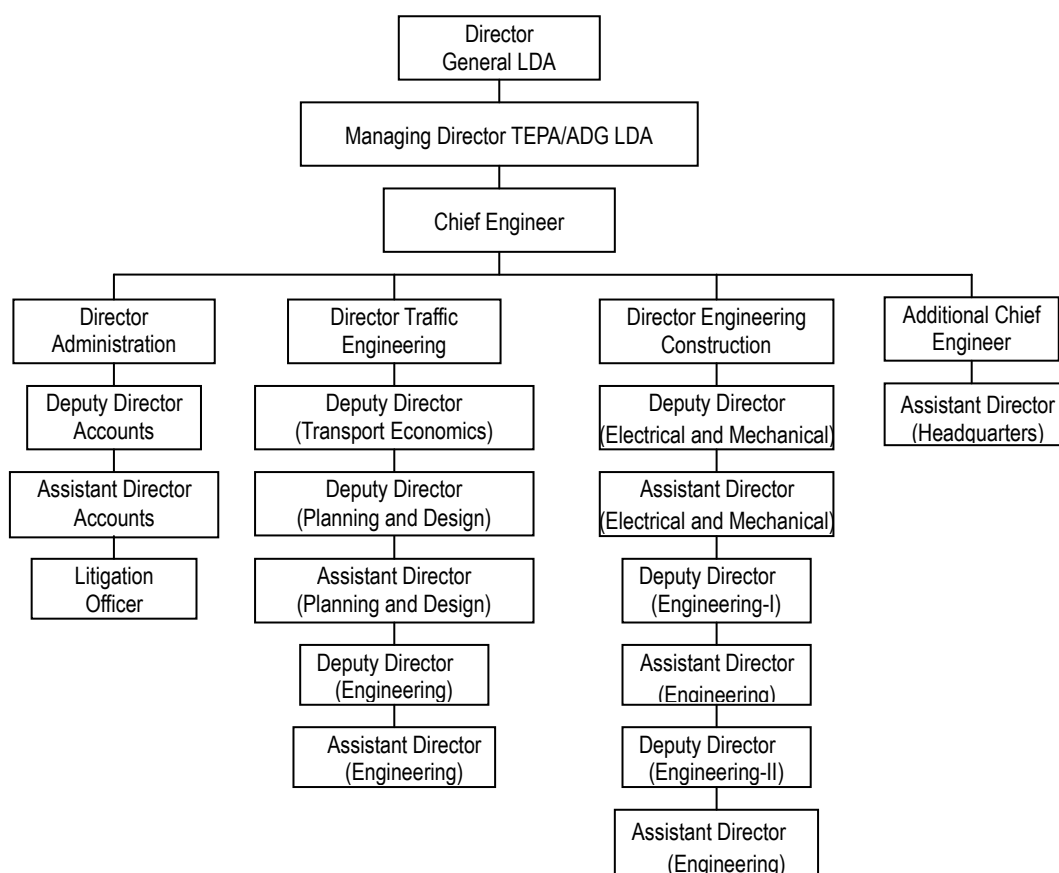 Director
General LDA
Managing Director TEPA/ADG LDA
Chief Engineer
Director
Administration
Deputy Director
Accounts
Assistant Director
Accounts
Litigation
Officer
Director Traffic
Engineering
Deputy Director
(Transport Economics)
Deputy Director
(Planning and Design)
Assistant Director
(Planning and Design)
Deputy Director
(Engineering)
Assistant Director
(Engineering)
Director Engineering
Construction
Deputy Director
(Electrical and Mechanical)
Assistant Director
(Electrical and Mechanical)
Deputy Director
(Engineering-I)
Assistant Director
(Engineering)
Deputy Director
(Engineering-II)
Assistant Director
(Engineering)
Additional Chief
Engineer
Assistant Director
(Headquarters)